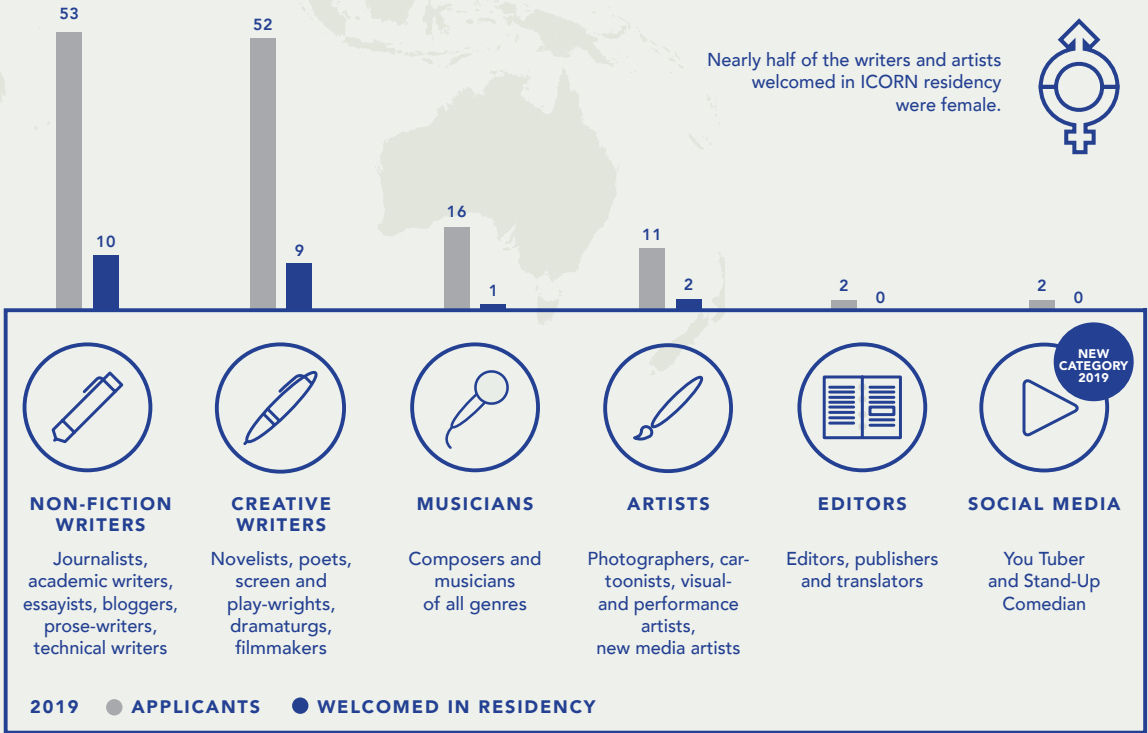 53
10
52
9
16
1
11
2
2
0
2
0
Nearly half of the writers and artists
welcomed in ICORN residency
were female.
NEW
CATEGORY
2019
NON-FICTION
WRITERS
Journalists,
academic writers,
essayists, bloggers,
prose-writers,
technical writers
CREATIVE
WRITERS
Novelists, poets,
screen and
play-wrights,
dramaturgs,
filmmakers
MUSICIANS
Composers and
musicians
of all genres
ARTISTS
Photographers, car-
toonists, visual-
and performance
artists,
new media artists
EDITORS
Editors, publishers
and translators
SOCIAL MEDIA
You Tuber
and Stand-Up
Comedian
2019 APPLICANTS WELCOMED IN RESIDENCY